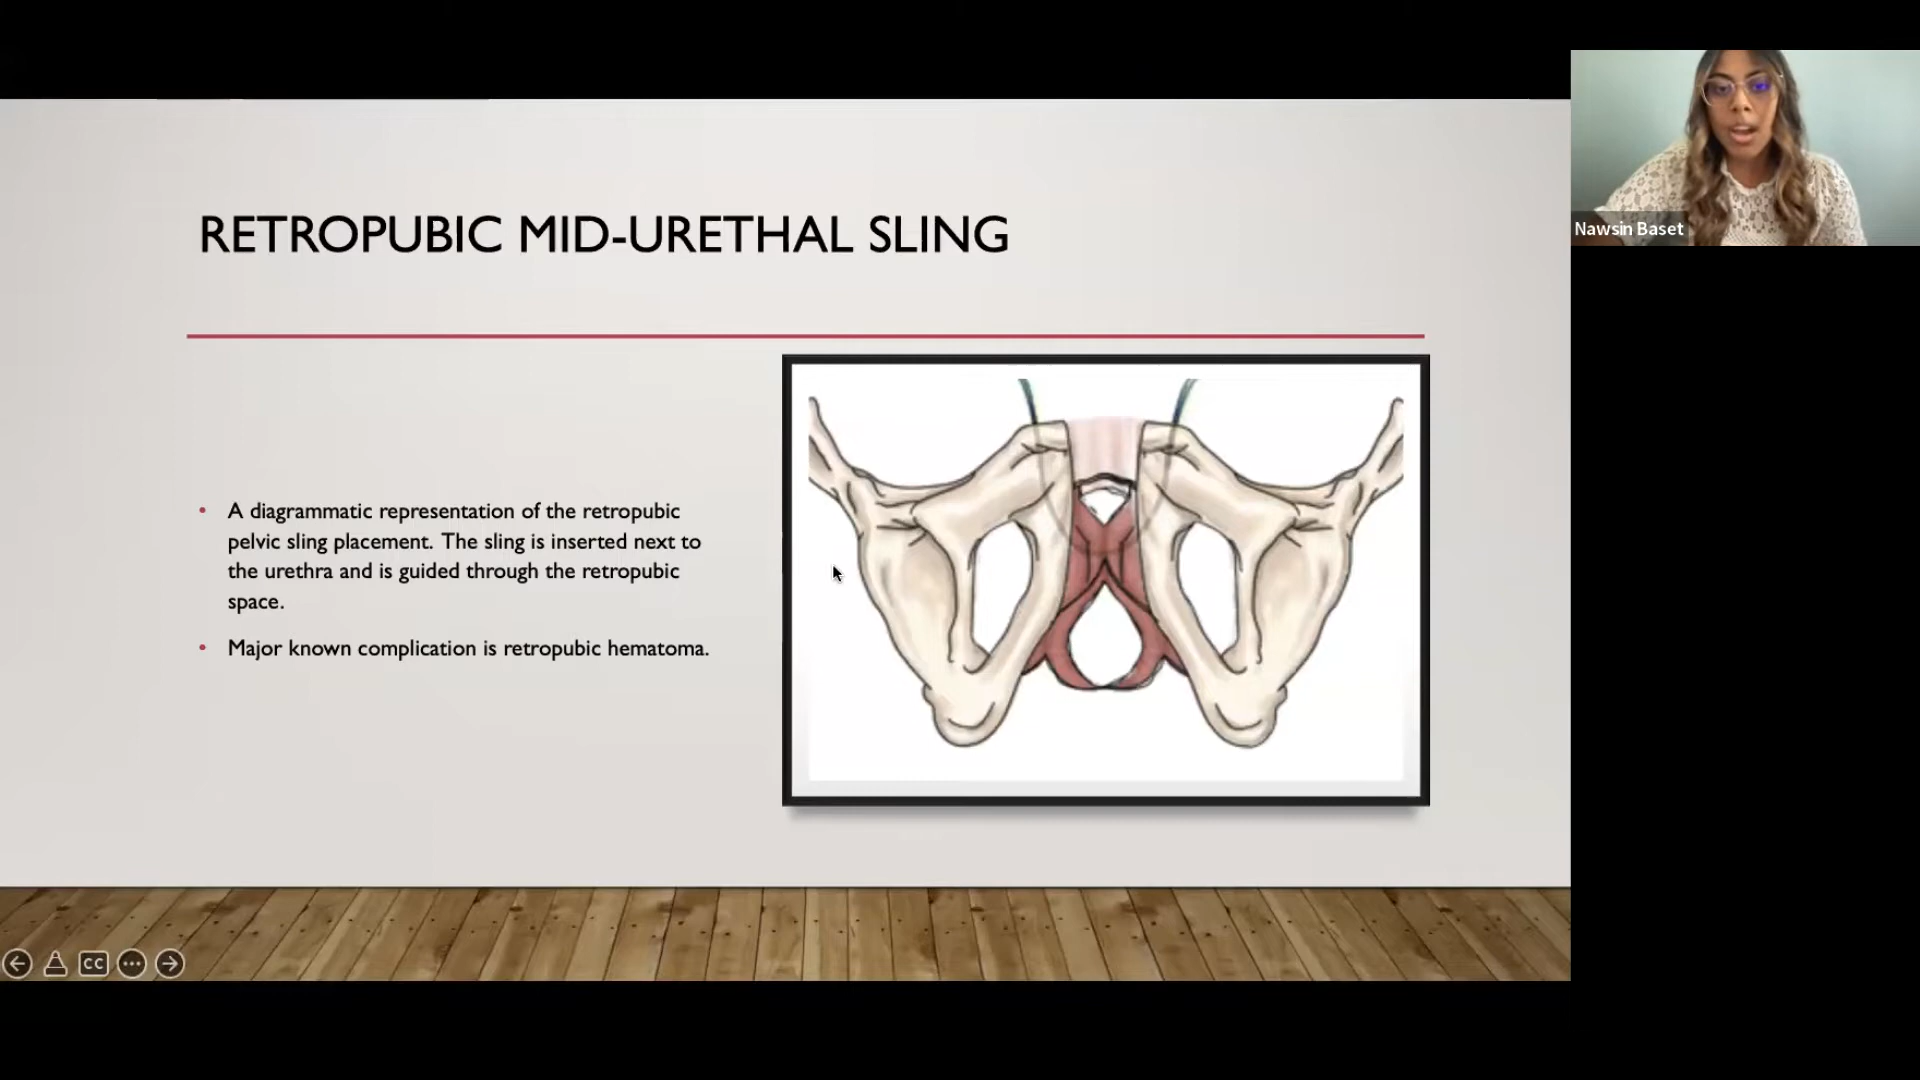 RETROPUBIC MID-URETHAL SLING
• A diagrammatic representation of the retropubic
pelvic sling placement. The sling is inserted next to
the urethra and is guided through the retropubic
space.
• Major known complication is retropubic hematoma.
Nawsin Baset
CC